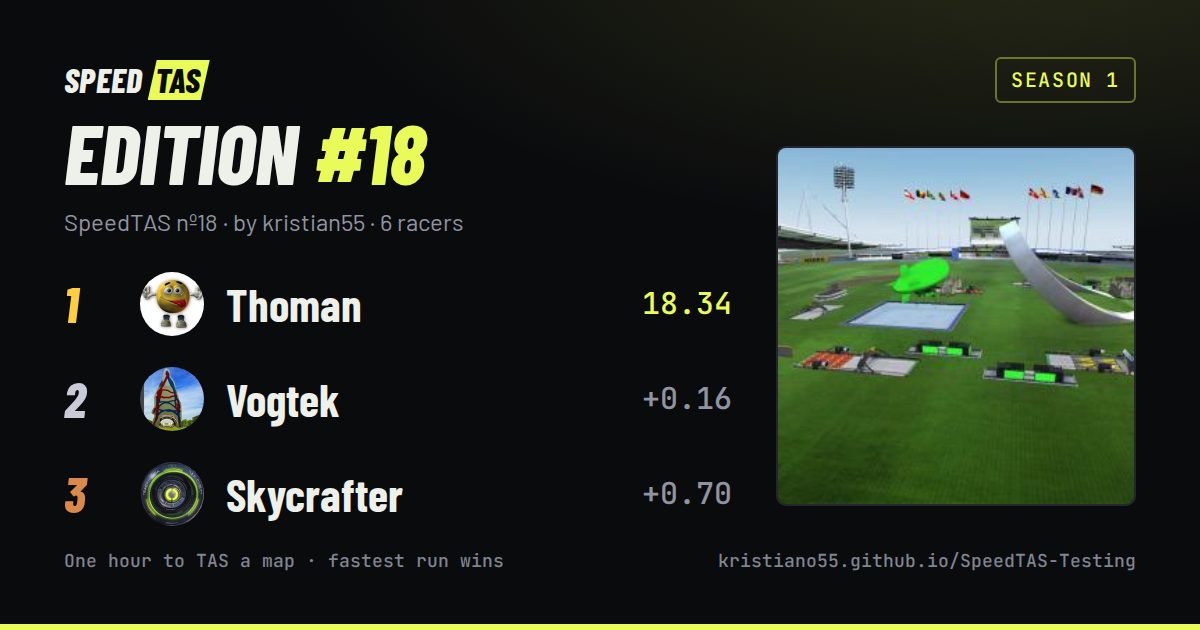 SPEED TAS
SEASON 1
EDITION #18
SpeedTAS nº18 · by kristian55 · 6 racers
1 Thoman 18.34
2 Vogtek +0.16
3 Skycrafter +0.70
One hour to TAS a map · fastest run wins
kristiano55.github.io/SpeedTAS-Testing